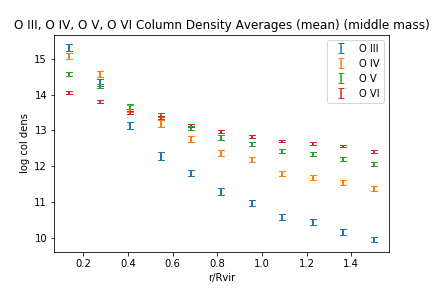 O III, O IV, O V, O VI Column Density Averages (mean) (middle mass)
log col dens
15
14
13
12
11
10
O III
O IV
O V
O VI
0.2
0.4
0.6
0.8
1.0
1.2
1.4
r/Rvir